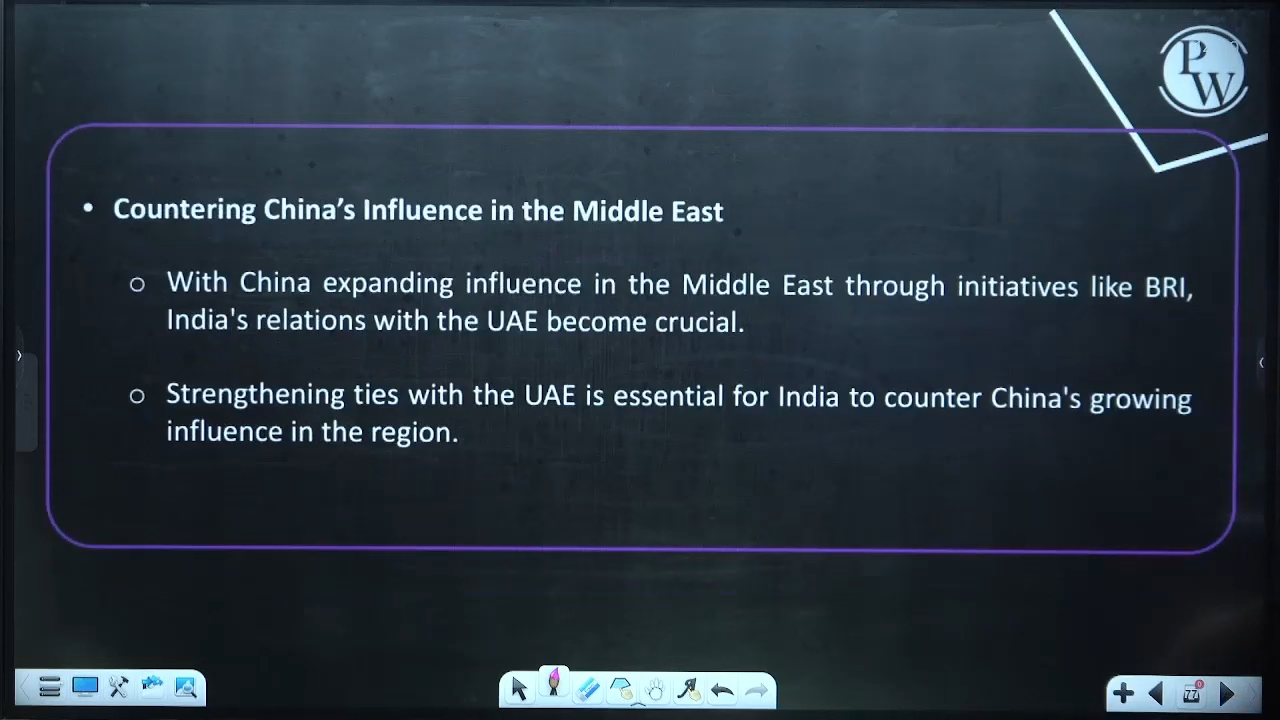 PW
• Countering China’s Influence in the Middle East
o With China expanding influence in the Middle East through initiatives like BRI,
India's relations with the UAE become crucial.
o Strengthening ties with the UAE is essential for India to counter China's growing
influence in the region.